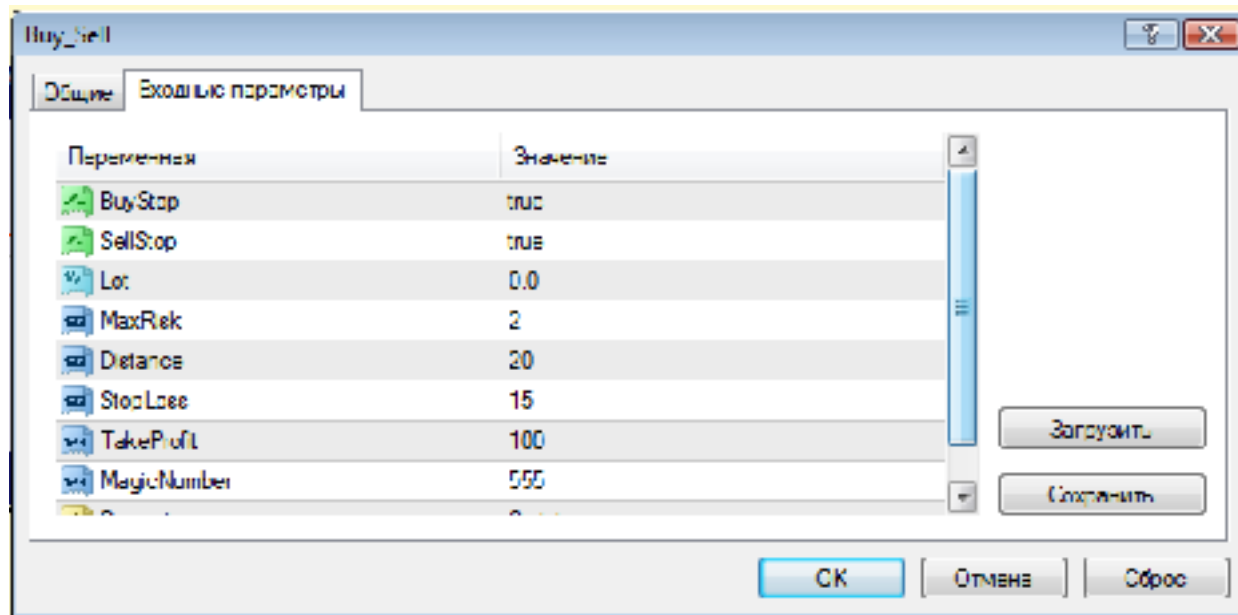 Buy_Sell
Общие Входные параметры
Переменная Значение
BuyStop true
SellStop true
Lot 0.0
MaxRisk 2
Distance 20
StopLoss 15
TakeProfit 100
MagicNumber 555
Загрузить
Сохранить
OK Отмена Сброс